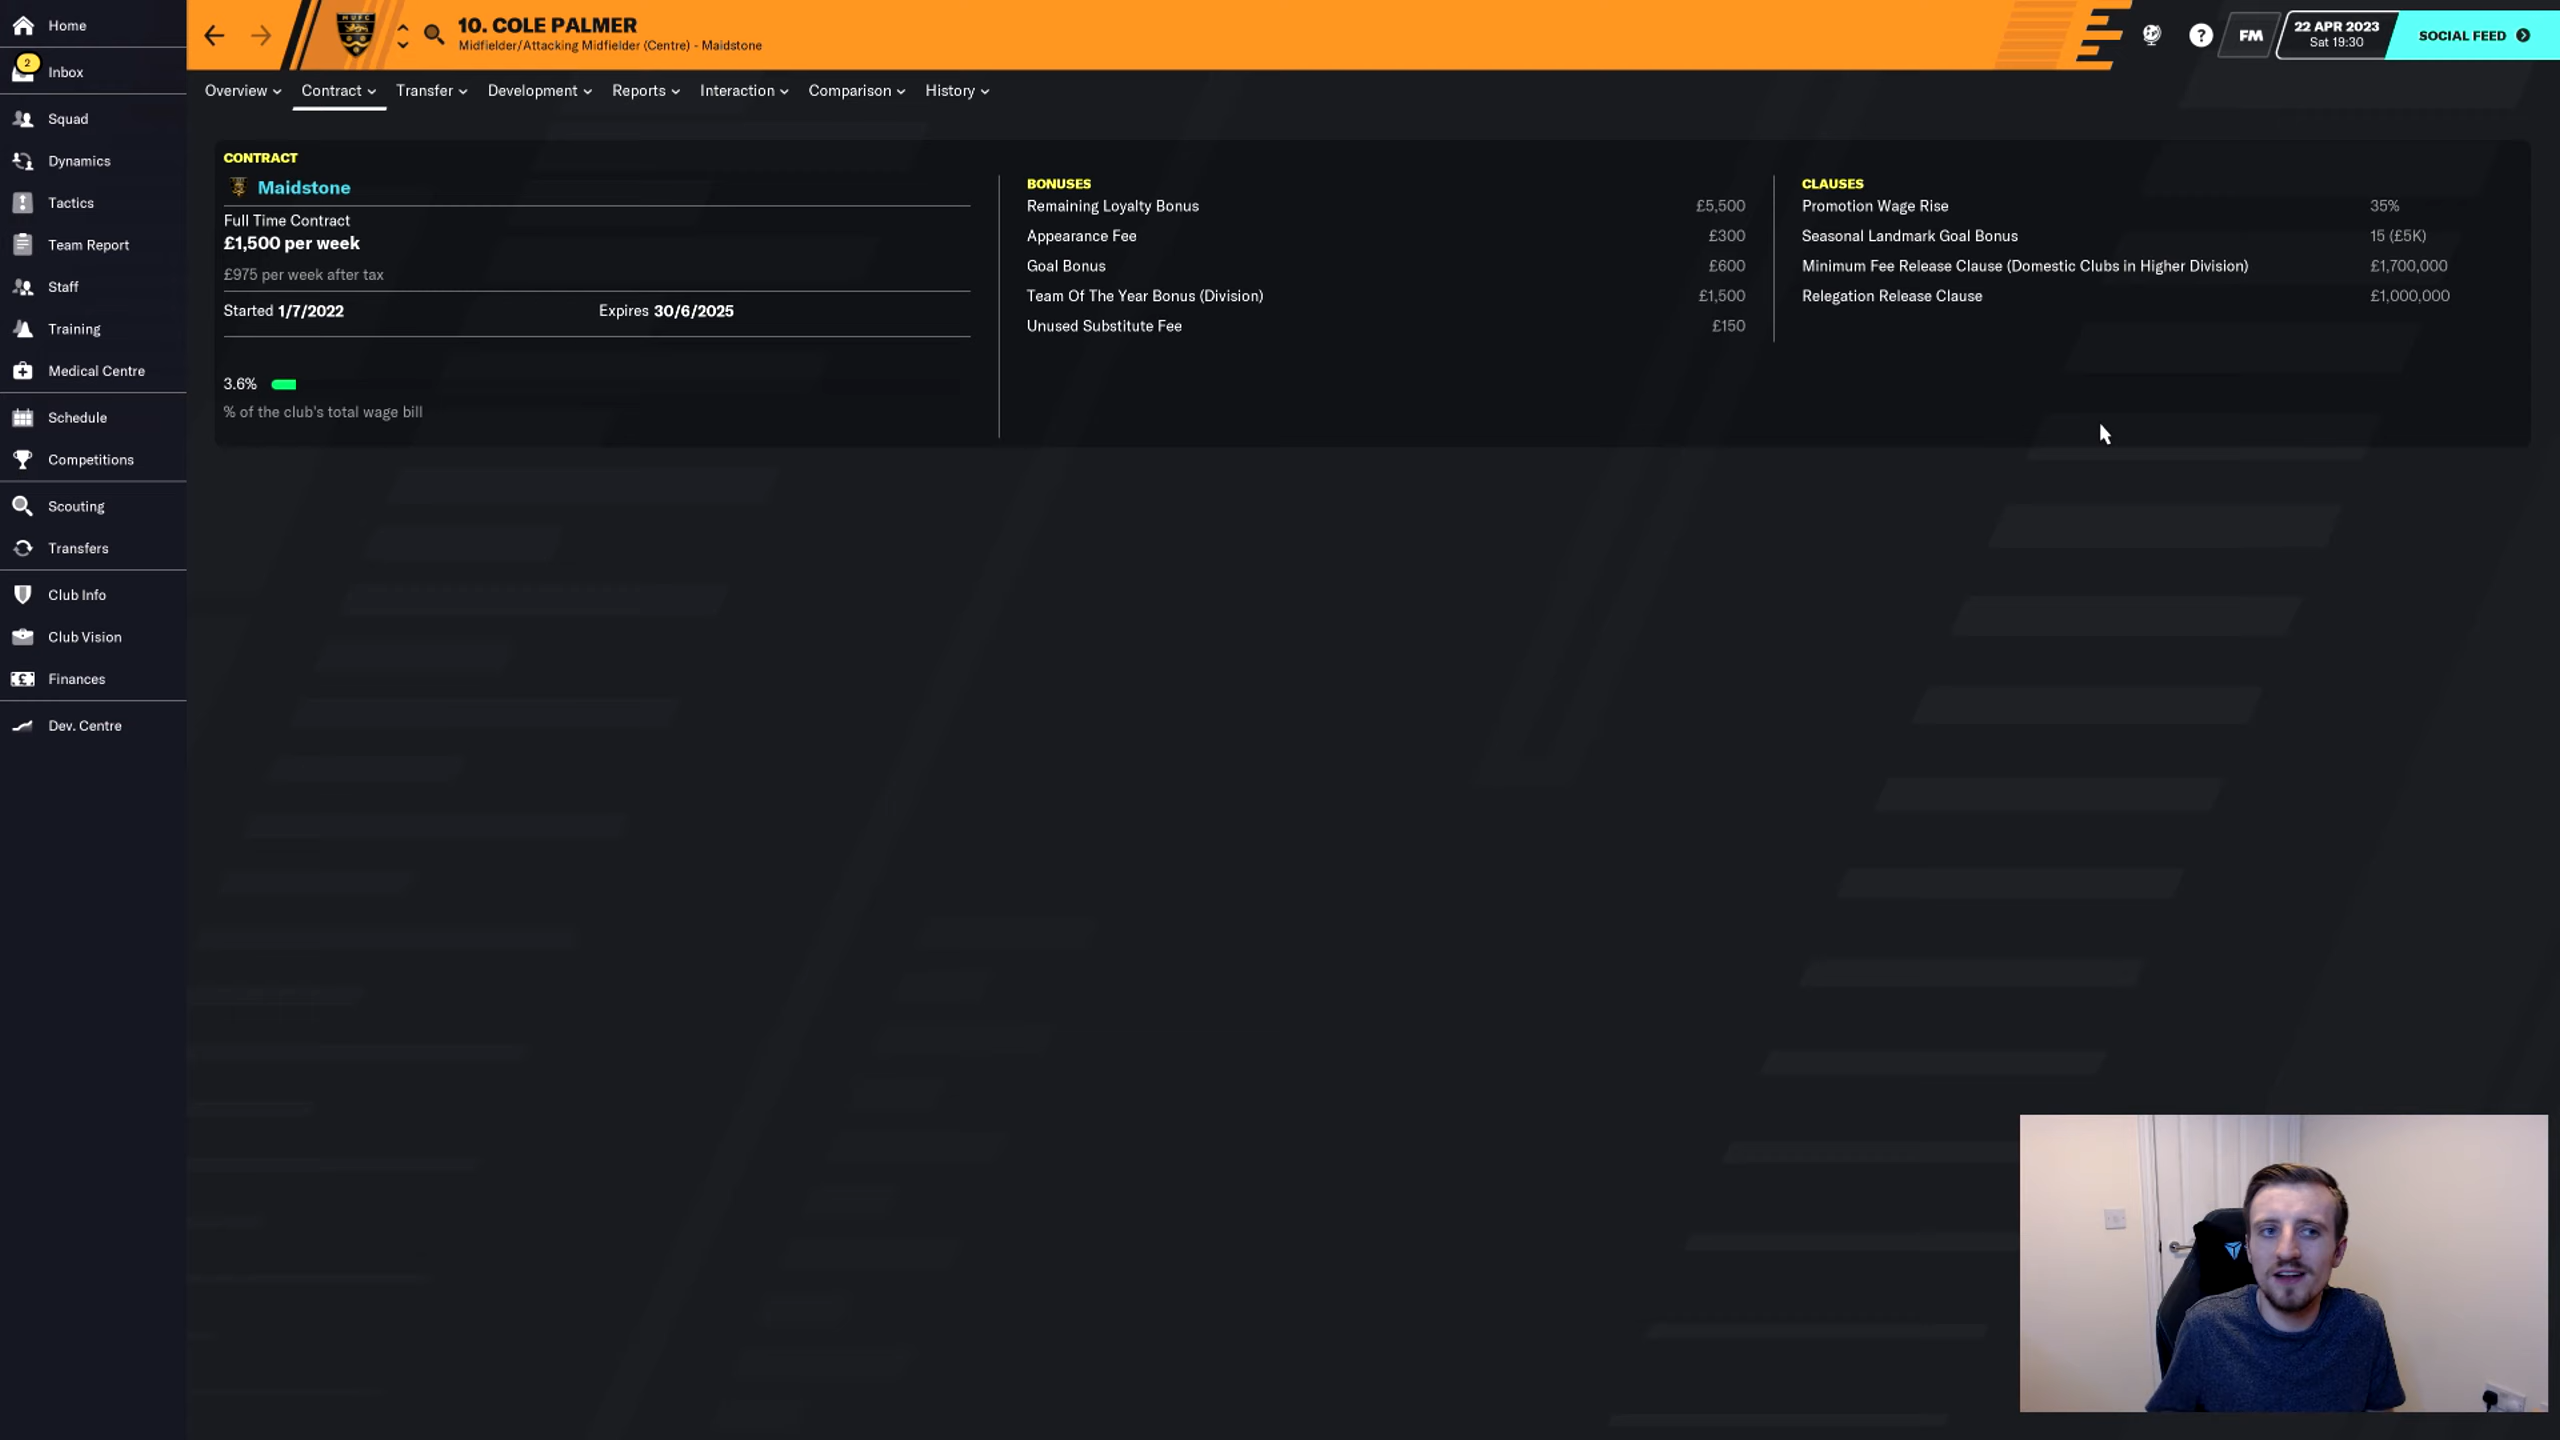 Home
2
Inbox
Squad
Dynamics
Tactics
Team Report
Staff
Training
Medical Centre
Schedule
Competitions
Scouting
Transfers
Club Info
Club Vision
Finances
Dev. Centre
10. COLE PALMER
Midfielder/Attacking Midfielder (Centre) - Maidstone
?
FM
22 APR 2023
Sat 19:30
SOCIAL FEED
Overview Contract Transfer Development Reports Interaction Comparison History
CONTRACT
Maidstone
Full Time Contract
£1,500 per week
£975 per week after tax
Started 1/7/2022 Expires 30/6/2025
3.6%
% of the club's total wage bill
BONUSES
Remaining Loyalty Bonus £5,500
Appearance Fee £300
Goal Bonus £600
Team Of The Year Bonus (Division) £1,500
Unused Substitute Fee £150
CLAUSES
Promotion Wage Rise 35%
Seasonal Landmark Goal Bonus 15 (£5K)
Minimum Fee Release Clause (Domestic Clubs in Higher Division) £1,700,000
Relegation Release Clause £1,000,000